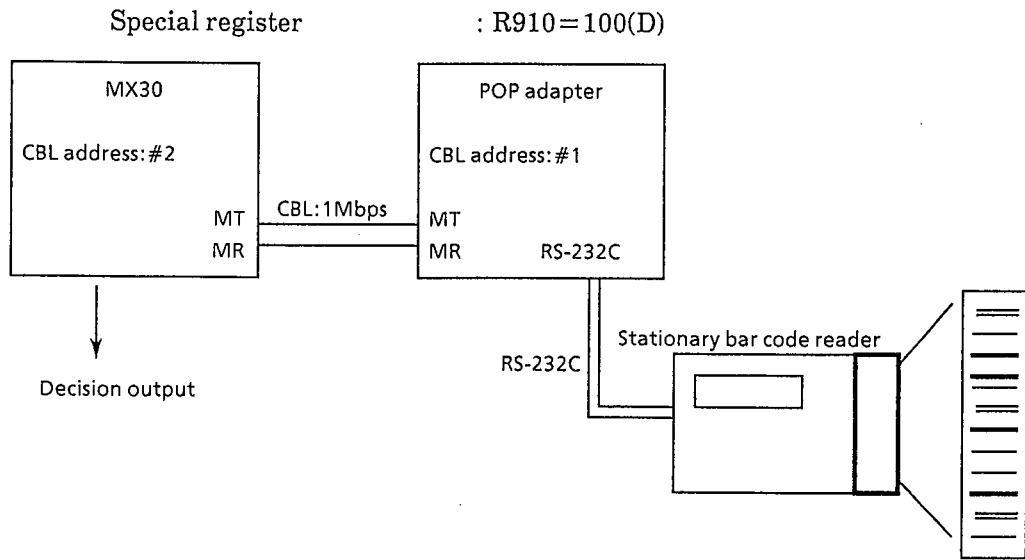 Special register : R910=100(D)
MX30
CBL address:#2
MT
MR
CBL:1Mbps
POP adapter
CBL address:#1
MT
MR RS-232C
RS-232C
Stationary bar code reader
Decision output